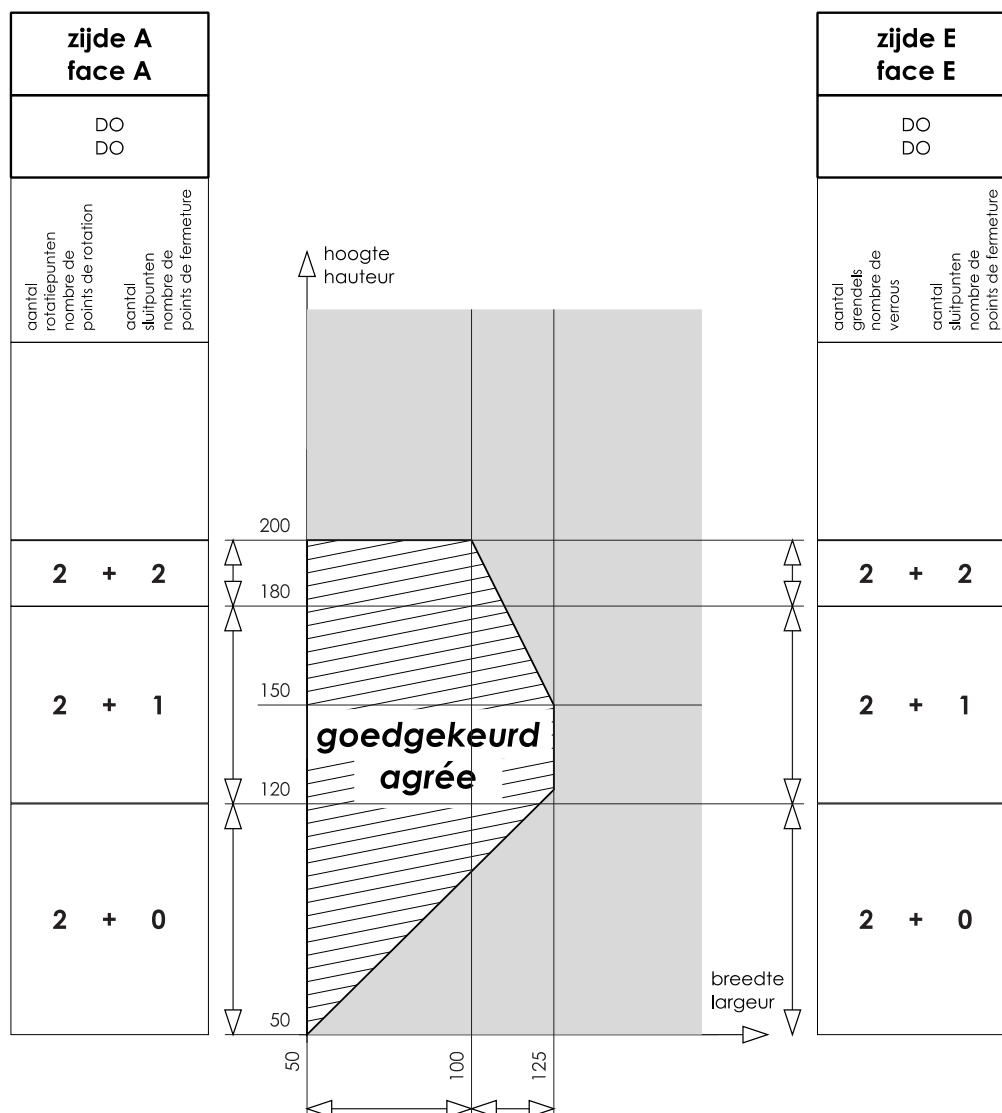 zijde A
face A
DO
DO
aantal
rotatiepunten
nombre de
points de rotation
aantal
sluitpunten
nombre de
points de fermeture
2 + 2
2 + 1
2 + 0
hoogte
hauteur
200
180
150
120
50
goedgekeurd
agrée
breedte
largeur
50
100
125
zijde E
face E
DO
DO
aantal
grendels
nombre de
verrous
aantal
sluitpunten
nombre de
points de fermeture
2 + 2
2 + 1
2 + 0